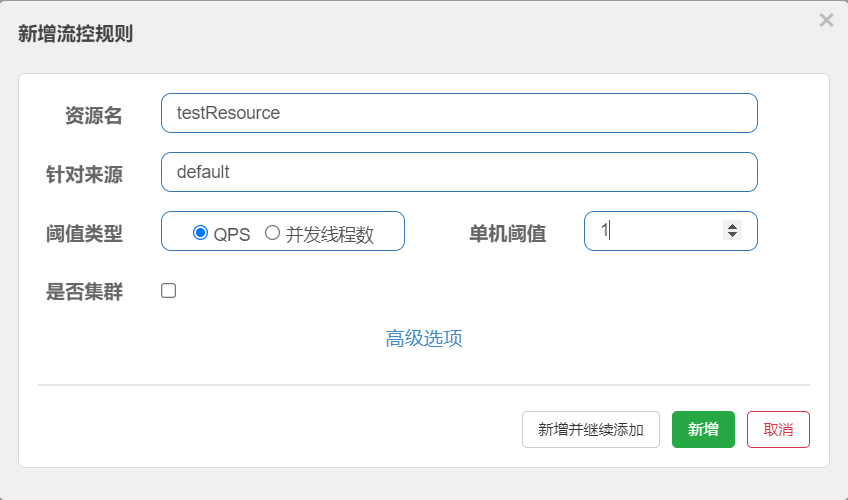 新增流控规则
资源名 testResource
针对来源 default
阈值类型 QPS 并发线程数 单机阈值 1
是否集群
高级选项
新增并继续添加 新增 取消